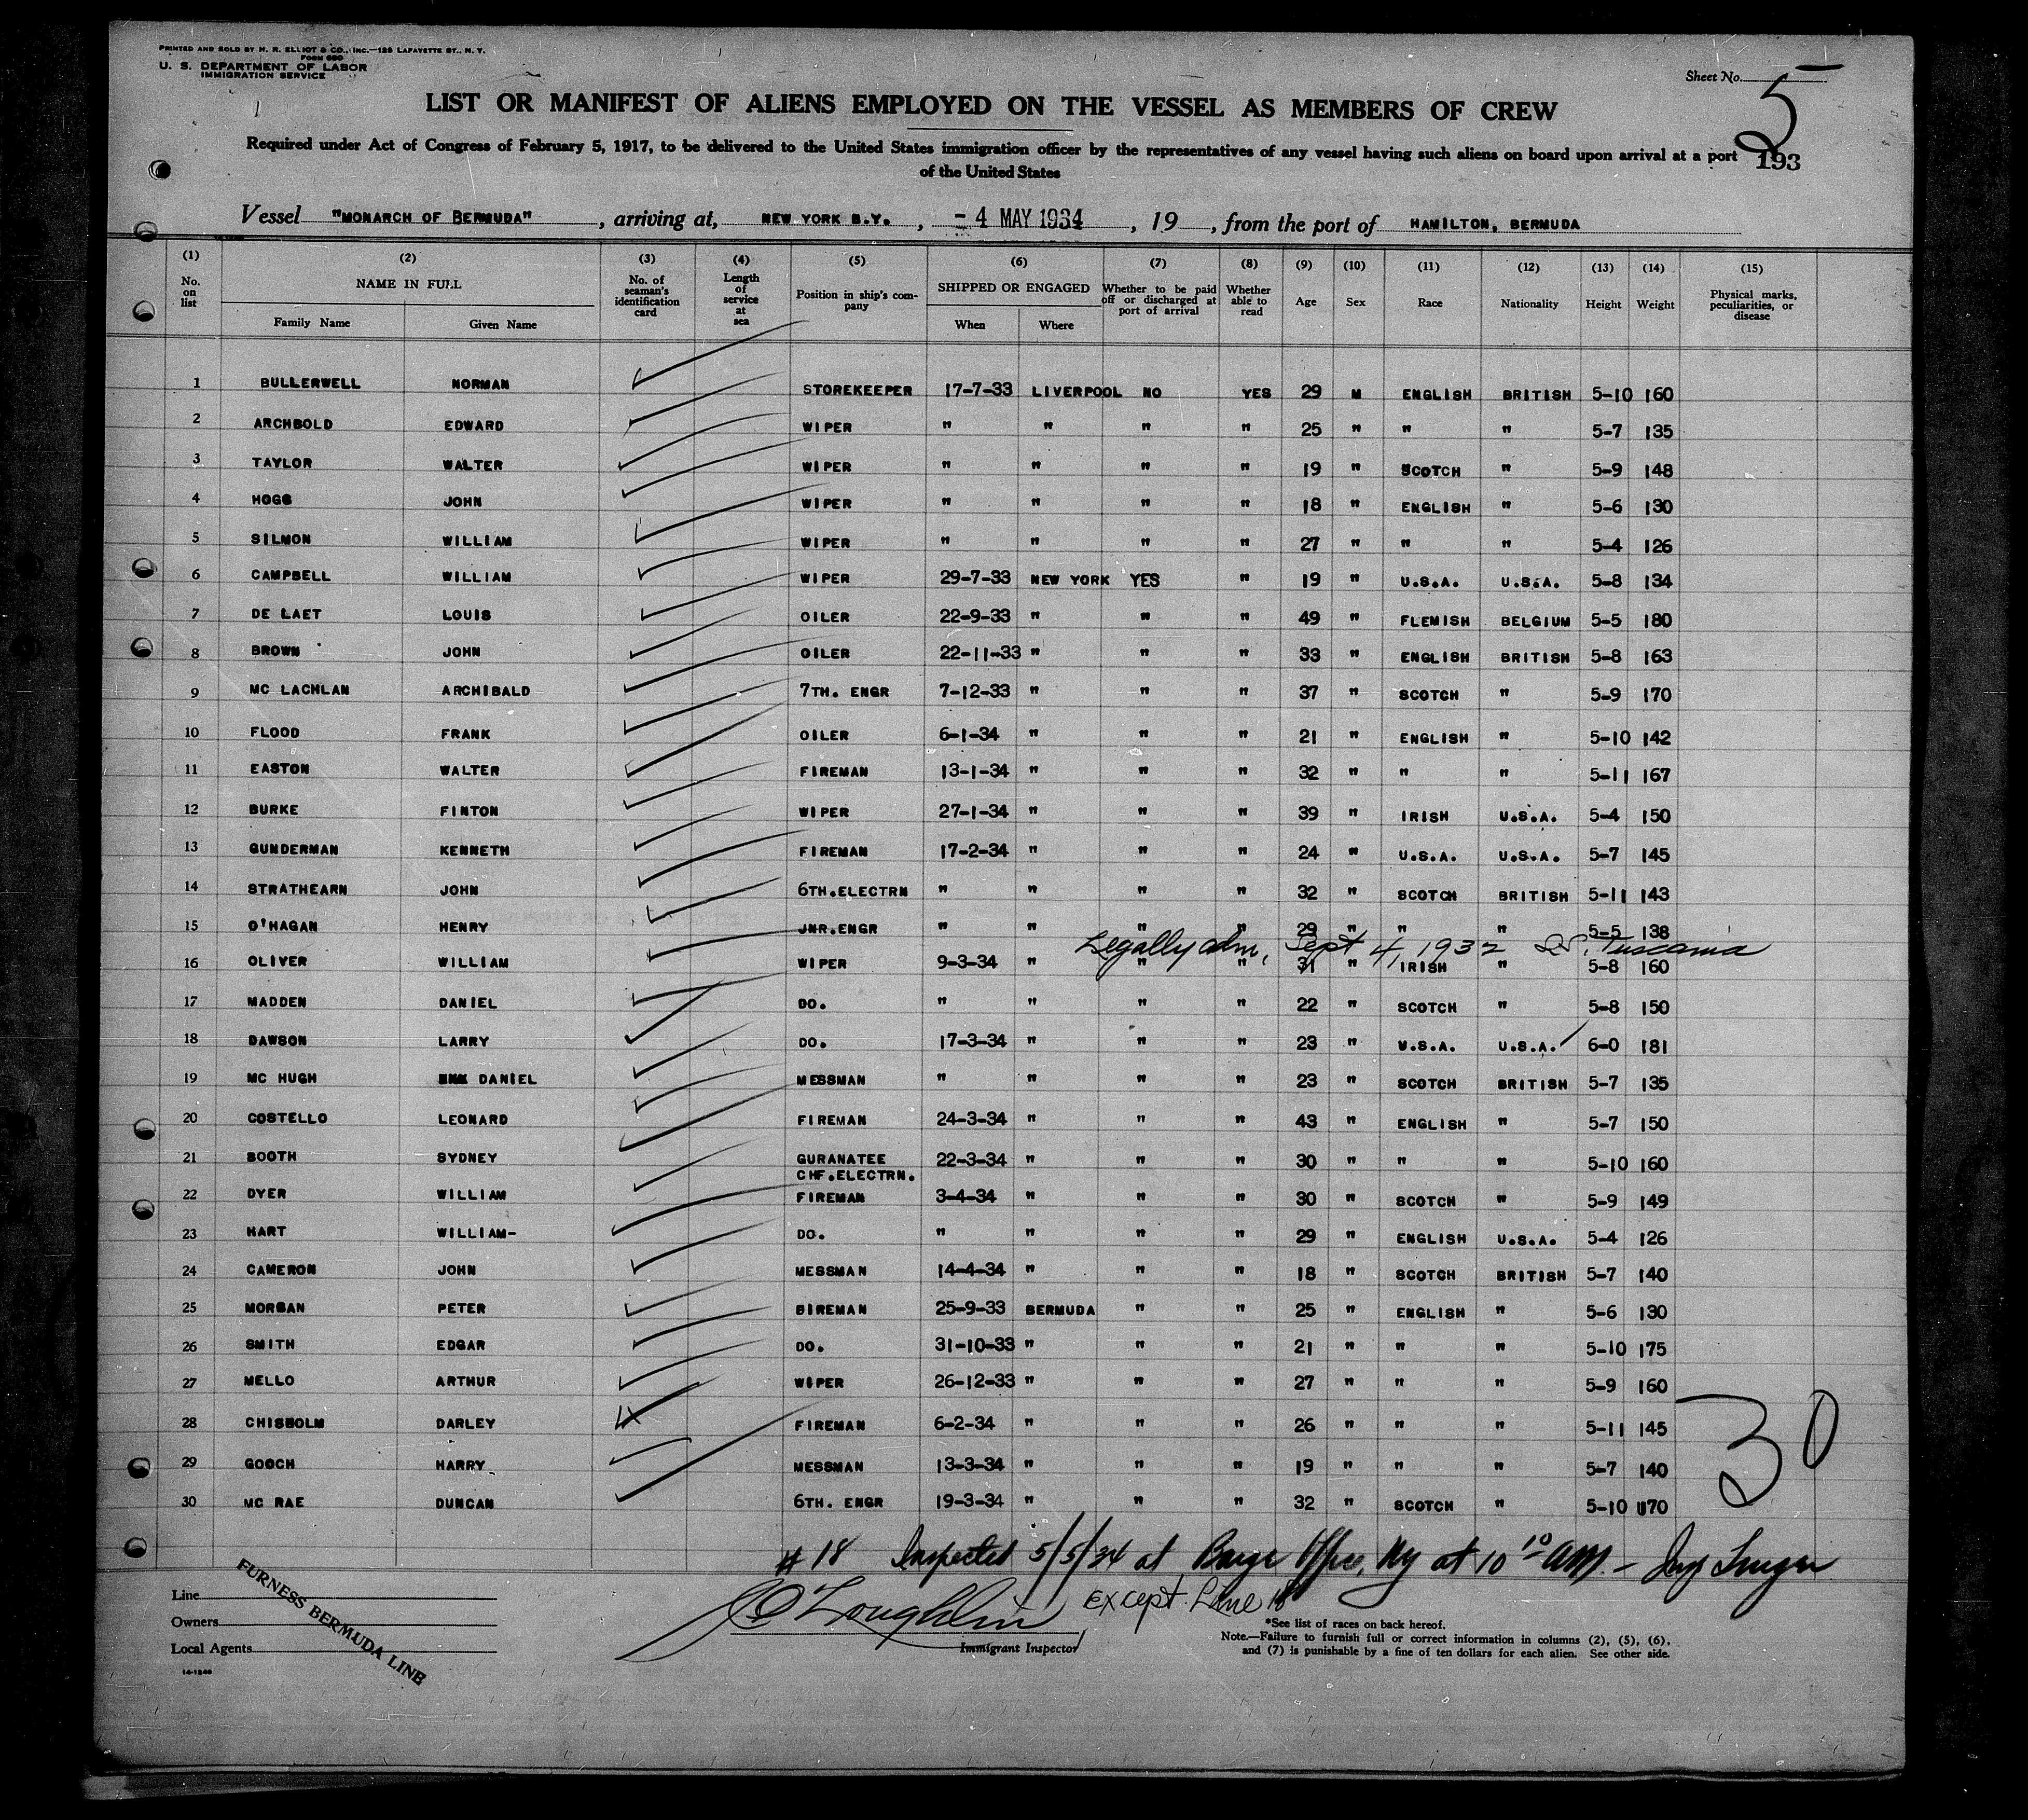 PRINTED AND SOLD BY H. R. ELLIOT & CO., INC.—129 LAFAYETTE ST., N. Y.
FORM 680
U. S. DEPARTMENT OF LABOR
IMMIGRATION SERVICE
Sheet No. 5
LIST OR MANIFEST OF ALIENS EMPLOYED ON THE VESSEL AS MEMBERS OF CREW
Required under Act of Congress of February 5, 1917, to be delivered to the United States immigration officer by the representatives of any vessel having such aliens on board upon arrival at a port
of the United States
193
Vessel "MONARCH OF BERMUDA", arriving at, NEW YORK N.Y., - 4 MAY 1934, 19, from the port of HAMILTON, BERMUDA
(1) (2) (3) (4) (5) (6) (7) (8) (9) (10) (11) (12) (13) (14) (15)
No. on list NAME IN FULL Family Name Given Name No. of seaman's identification card Length of service at sea Position in ship's company SHIPPED OR ENGAGED When Where Whether to be paid off or discharged at port of arrival Whether able to read Age Sex Race Nationality Height Weight Physical marks, peculiarities, or disease
1 BULLERWELL NORMAN STOREKEEPER 17-7-33 LIVERPOOL NO YES 29 M ENGLISH BRITISH 5-10 160
2 ARCHBOLD EDWARD WIPER " " " " 25 " " " 5-7 135
3 TAYLOR WALTER WIPER " " " " 19 " SCOTCH " 5-9 148
4 HOGG JOHN WIPER " " " " 18 " ENGLISH " 5-6 130
5 SILMON WILLIAM WIPER " " " " 27 " " " 5-4 126
6 CAMPBELL WILLIAM WIPER 29-7-33 NEW YORK YES " 19 " U.S.A. U.S.A. 5-8 134
7 DE LAET LOUIS OILER 22-9-33 " " " 49 " FLEMISH BELGIUM 5-5 180
8 BROWN JOHN OILER 22-11-33 " " " 33 " ENGLISH BRITISH 5-8 163
9 MC LACHLAN ARCHIBALD 7TH. ENGR 7-12-33 " " " 37 " SCOTCH " 5-9 170
10 FLOOD FRANK OILER 6-1-34 " " " 21 " ENGLISH " 5-10 142
11 EASTON WALTER FIREMAN 13-1-34 " " " 32 " " " 5-11 167
12 BURKE FINTON WIPER 27-1-34 " " " 39 " IRISH U.S.A. 5-4 150
13 GUNDERMAN KENNETH FIREMAN 17-2-34 " " " 24 " U.S.A. U.S.A. 5-7 145
14 STRATHEARN JOHN 6TH.ELECTRN " " " " 32 " SCOTCH BRITISH 5-11 143
15 O'HAGAN HENRY JNR.ENGR " " " " 29 " " " 5-5 138
Legally adm, Sept 4, 1932 SS. Tuscania
16 OLIVER WILLIAM WIPER 9-3-34 " " " 31 " IRISH " 5-8 160
17 MADDEN DANIEL DO. " " " " 22 " SCOTCH " 5-8 150
18 DAWSON LARRY DO. 17-3-34 " " " 23 " U.S.A. U.S.A. 6-0 181
19 MC HUGH DANIEL MESSMAN " " " " 23 " SCOTCH BRITISH 5-7 135
20 COSTELLO LEONARD FIREMAN 24-3-34 " " " 43 " ENGLISH " 5-7 150
21 BOOTH SYDNEY GURANATEE 22-3-34 " " " 30 " " " 5-10 160
CHF.ELECTRN.
22 DYER WILLIAM FIREMAN 3-4-34 " " " 30 " SCOTCH " 5-9 149
23 HART WILLIAM- DO. " " " " 29 " ENGLISH U.S.A. 5-4 126
24 CAMERON JOHN MESSMAN 14-4-34 " " " 18 " SCOTCH BRITISH 5-7 140
25 MORGAN PETER BIREMAN 25-9-33 BERMUDA " " 25 " ENGLISH " 5-6 130
26 SMITH EDGAR DO. 31-10-33 " " " 21 " " " 5-10 175
27 MELLO ARTHUR WIPER 26-12-33 " " " 27 " " " 5-9 160
28 CHISHOLM DARLEY FIREMAN 6-2-34 " " " 26 " " " 5-11 145
29 GOOCH HARRY MESSMAN 13-3-34 " " " 19 " " " 5-7 140
30 MC RAE DUNCAN 6TH. ENGR 19-3-34 " " " 32 " SCOTCH " 5-10 170
30
# 18 Inspected 5/5/34 at Barge Office, NY at 10 10 AM. -
J O'Loughlin except Line 18
Immigrant Inspector
Line
Owners
Local Agents
FURNESS BERMUDA LINE
14-1240
*See list of races on back hereof.
Note.—Failure to furnish full or correct information in columns (2), (5), (6),
and (7) is punishable by a fine of ten dollars for each alien. See other side.